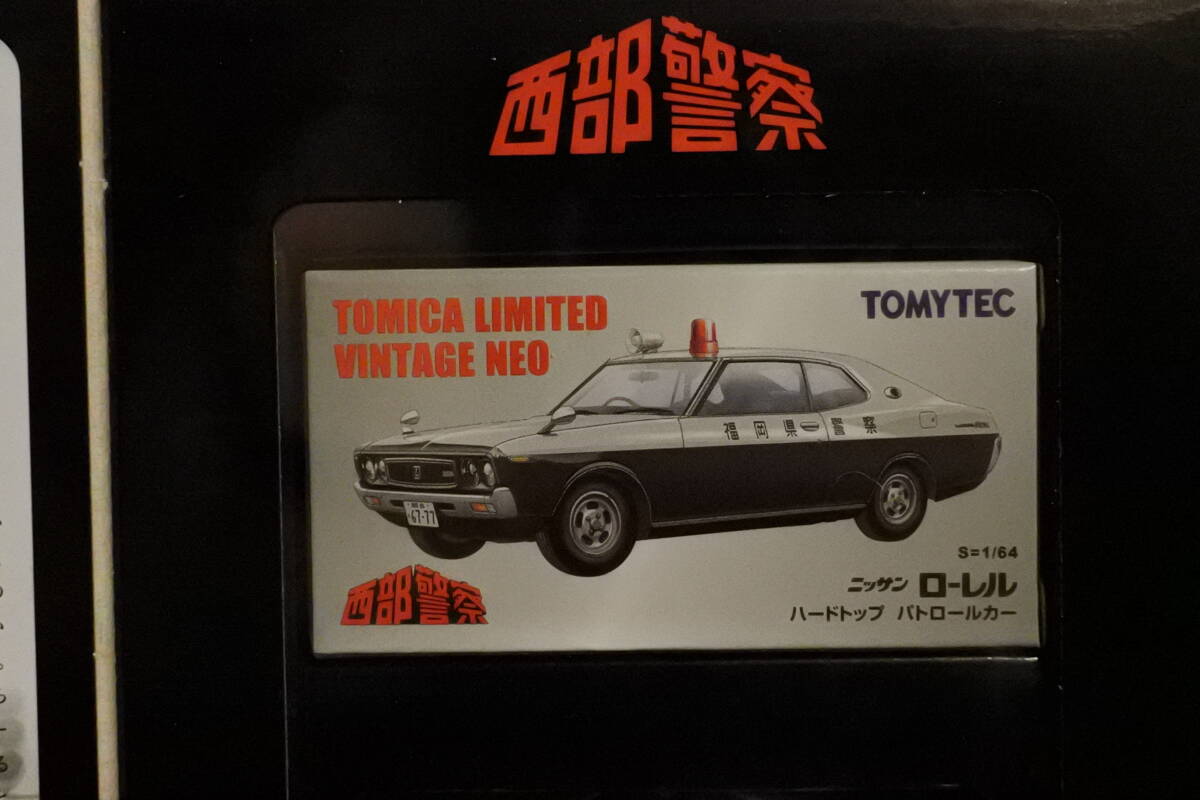 西部警察
TOMICA LIMITED
VINTAGE NEO
TOMYTEC
福岡県警察
67-77
S=1/64
ニッサン ローレル
ハードトップ パトロールカー
西部警察